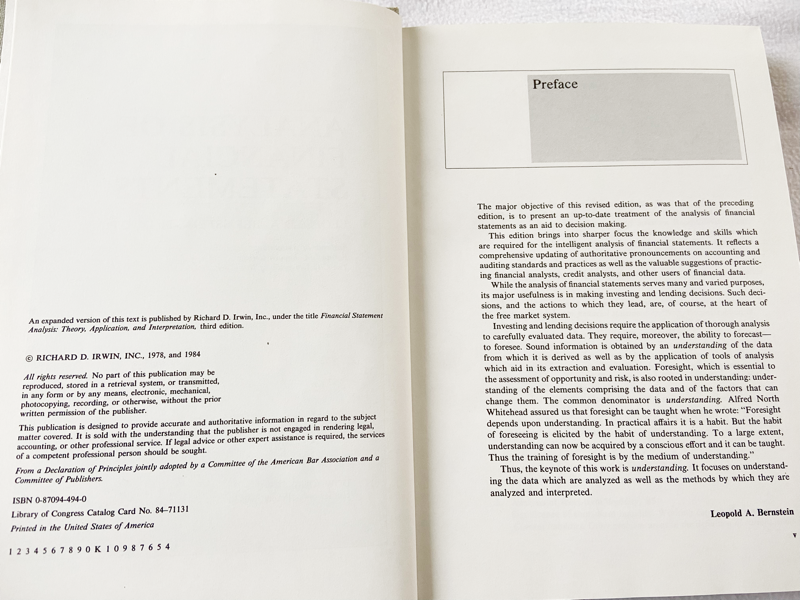 An expanded version of this text is published by Richard D. Irwin, Inc., under the title Financial Statement
Analysis: Theory, Application, and Interpretation, third edition.
© RICHARD D. IRWIN, INC., 1978, and 1984
All rights reserved. No part of this publication may be
reproduced, stored in a retrieval system, or transmitted,
in any form or by any means, electronic, mechanical,
photocopying, recording, or otherwise, without the prior
written permission of the publisher.
This publication is designed to provide accurate and authoritative information in regard to the subject
matter covered. It is sold with the understanding that the publisher is not engaged in rendering legal,
accounting, or other professional service. If legal advice or other expert assistance is required, the services
of a competent professional person should be sought.
From a Declaration of Principles jointly adopted by a Committee of the American Bar Association and a
Committee of Publishers.
ISBN 0-87094-494-0
Library of Congress Catalog Card No. 84–71131
Printed in the United States of America
1 2 3 4 5 6 7 8 9 0 K 1 0 9 8 7 6 5 4
Preface
The major objective of this revised edition, as was that of the preceding
edition, is to present an up-to-date treatment of the analysis of financial
statements as an aid to decision making.
This edition brings into sharper focus the knowledge and skills which
are required for the intelligent analysis of financial statements. It reflects a
comprehensive updating of authoritative pronouncements on accounting and
auditing standards and practices as well as the valuable suggestions of practic-
ing financial analysts, credit analysts, and other users of financial data.
While the analysis of financial statements serves many and varied purposes,
its major usefulness is in making investing and lending decisions. Such deci-
sions, and the actions to which they lead, are, of course, at the heart of
the free market system.
Investing and lending decisions require the application of thorough analysis
to carefully evaluated data. They require, moreover, the ability to forecast—
to foresee. Sound information is obtained by an understanding of the data
from which it is derived as well as by the application of tools of analysis
which aid in its extraction and evaluation. Foresight, which is essential to
the assessment of opportunity and risk, is also rooted in understanding: under-
standing of the elements comprising the data and of the factors that can
change them. The common denominator is understanding. Alfred North
Whitehead assured us that foresight can be taught when he wrote: “Foresight
depends upon understanding. In practical affairs it is a habit. But the habit
of foreseeing is elicited by the habit of understanding. To a large extent,
understanding can now be acquired by a conscious effort and it can be taught.
Thus the training of foresight is by the medium of understanding.”
Thus, the keynote of this work is understanding. It focuses on understand-
ing the data which are analyzed as well as the methods by which they are
analyzed and interpreted.
Leopold A. Bernstein
v